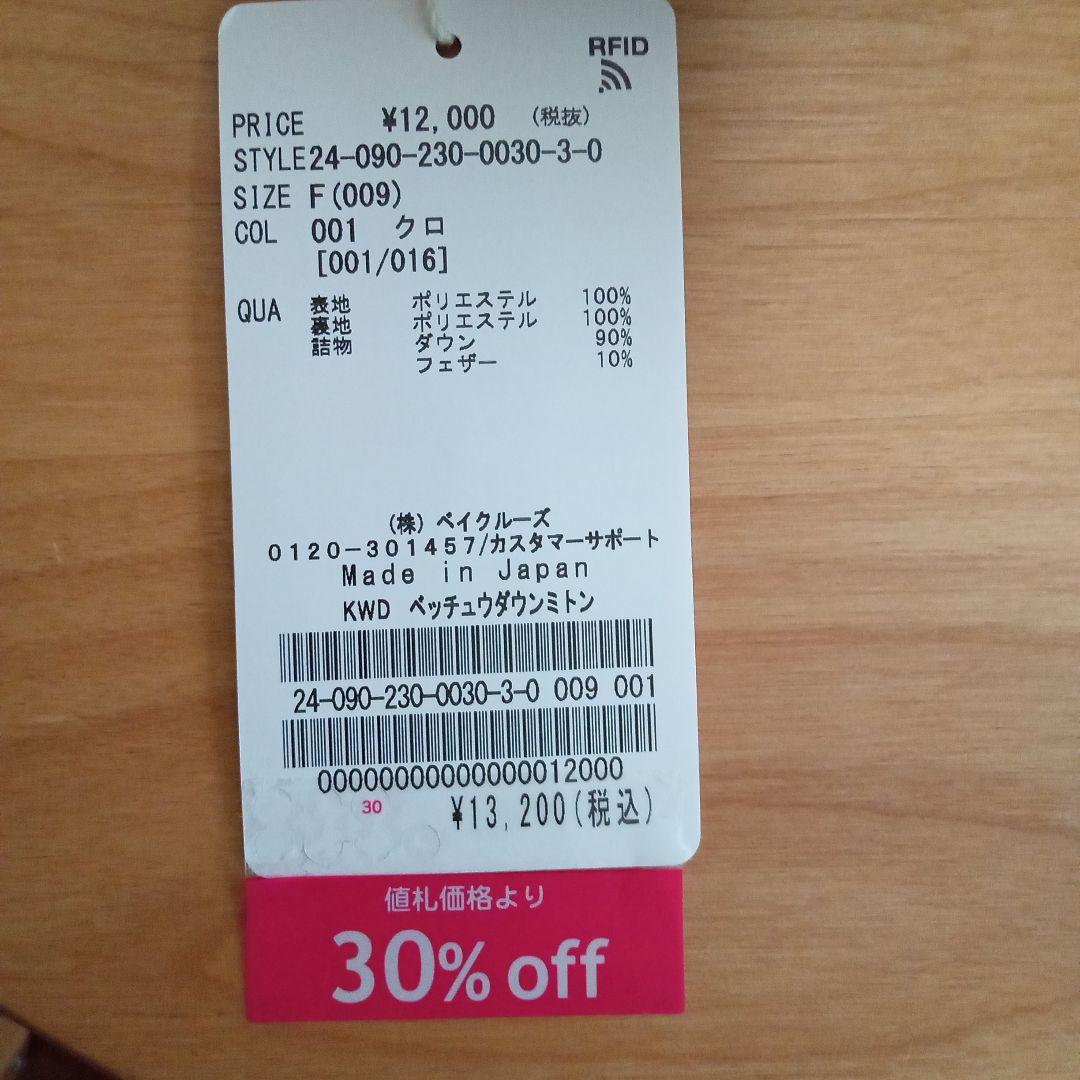 RFID
PRICE ¥12,000 (税抜)
STYLE 24-090-230-0030-3-0
SIZE F(009)
COL 001 クロ
[001/016]
QUA 表地 ポリエステル 100%
裏地 ポリエステル 100%
詰物 ダウン 90%
フェザー 10%
(株)ベイクルーズ
0120-301457/カスタマーサポート
Made in Japan
KWD ベッチュウダウンミトン
24-090-230-0030-3-0 009 001
00000000000000012000
30
¥13,200(税込)
値札価格より
30% off